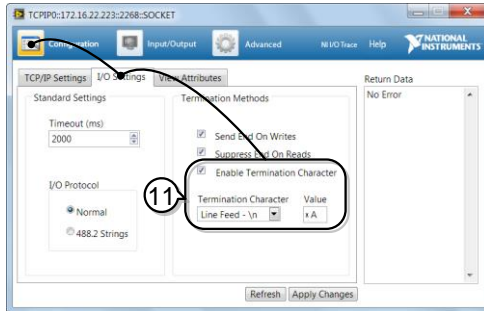 TCPIP0::172.16.22.223::2268::SOCKET
Configuration Input/Output Advanced NI I/O Trace Help NATIONAL INSTRUMENTS
TCP/IP Settings I/O Settings View Attributes
Return Data
No Error
Standard Settings
Timeout (ms)
2000
I/O Protocol
Normal
488.2 Strings
Termination Methods
Send End On Writes
Suppress End On Reads
Enable Termination Character
11
Termination Character Value
Line Feed - \n xA
Refresh Apply Changes